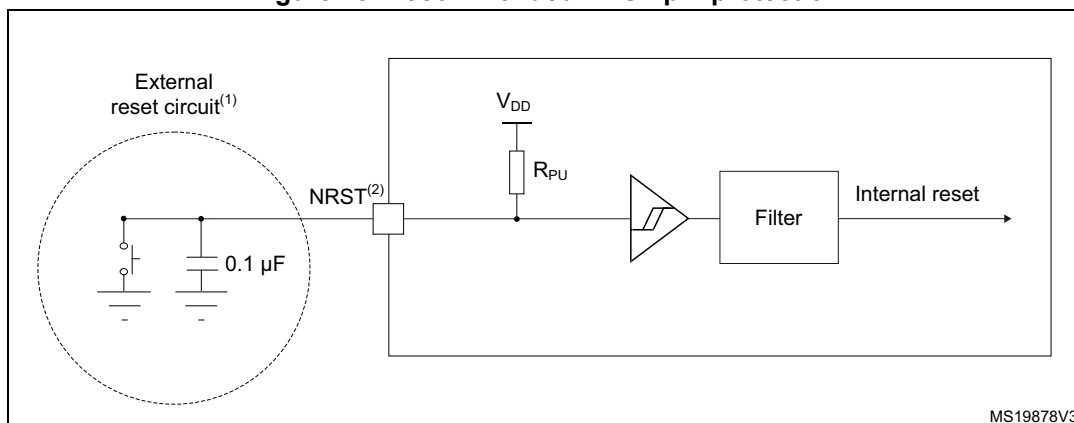 External
reset circuit(1)
VDD
RPU
NRST(2)
Filter
Internal reset
0.1 µF
MS19878V3